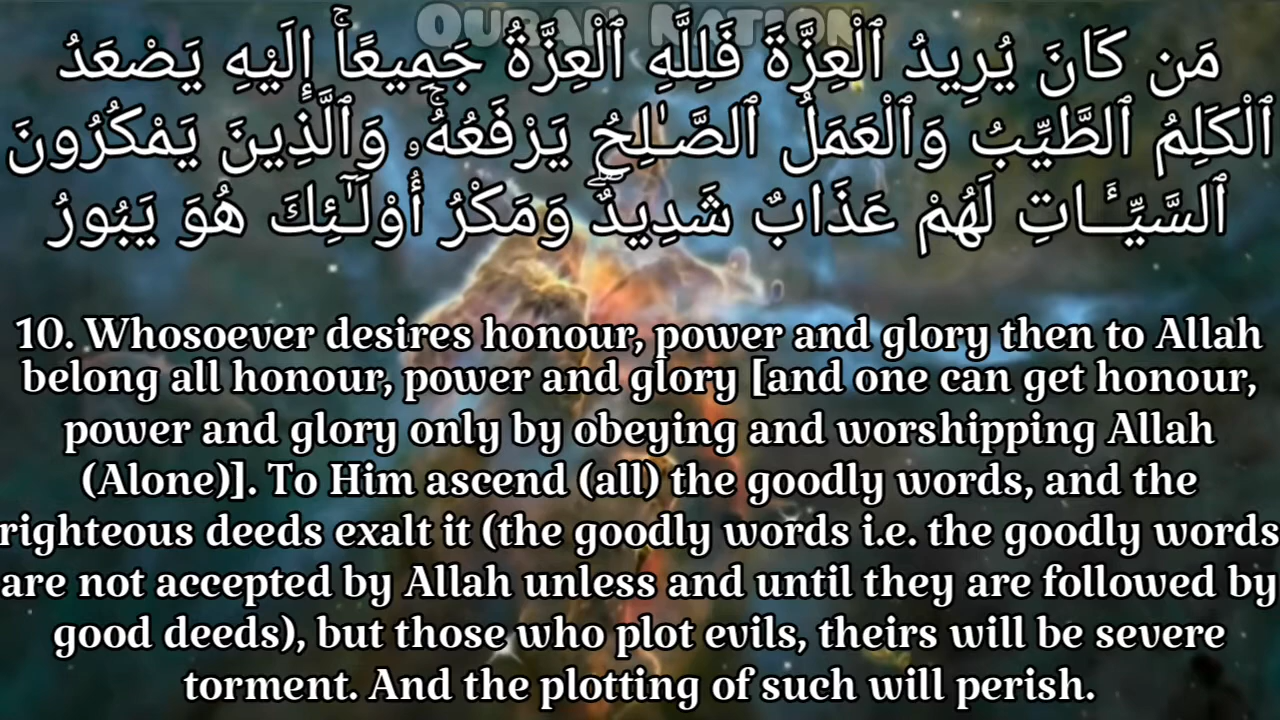 QURAN NATION
مَن كَانَ يُرِيدُ ٱلْعِزَّةَ فَلِلَّهِ ٱلْعِزَّةُ جَمِيعًاۚ إِلَيْهِ يَصْعَدُ
ٱلْكَلِمُ ٱلطَّيِّبُ وَٱلْعَمَلُ ٱلصَّـٰلِحُ يَرْفَعُهُۥۚ وَٱلَّذِينَ يَمْكُرُونَ
ٱلسَّيِّـَٔاتِ لَهُمْ عَذَابٌ شَدِيدٌۖ وَمَكْرُ أُوْلَـٰٓئِكَ هُوَ يَبُورُ
10. Whosoever desires honour, power and glory then to Allah
belong all honour, power and glory [and one can get honour,
power and glory only by obeying and worshipping Allah
(Alone)]. To Him ascend (all) the goodly words, and the
righteous deeds exalt it (the goodly words i.e. the goodly words
are not accepted by Allah unless and until they are followed by
good deeds), but those who plot evils, theirs will be severe
torment. And the plotting of such will perish.